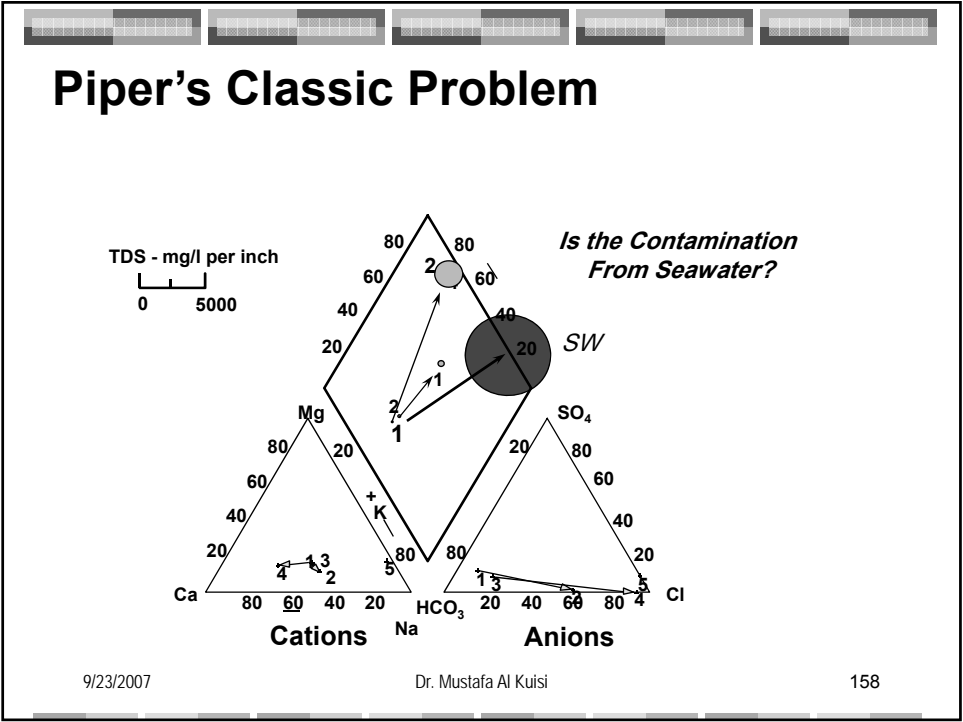 Piper's Classic Problem
TDS - mg/l per inch
0 5000
Is the Contamination
From Seawater?
80 80
2
60 60
40 40
20 20
SW
1
2
1
Mg SO4
80 20 20 80
60 60
+
K
40 40
20 80 80 20
1 3
4 2 5
1 3 2 4 5
Ca Cl
80 60 40 20
HCO3
20 40 60 80
Na
Cations Anions
9/23/2007 Dr. Mustafa Al Kuisi 158